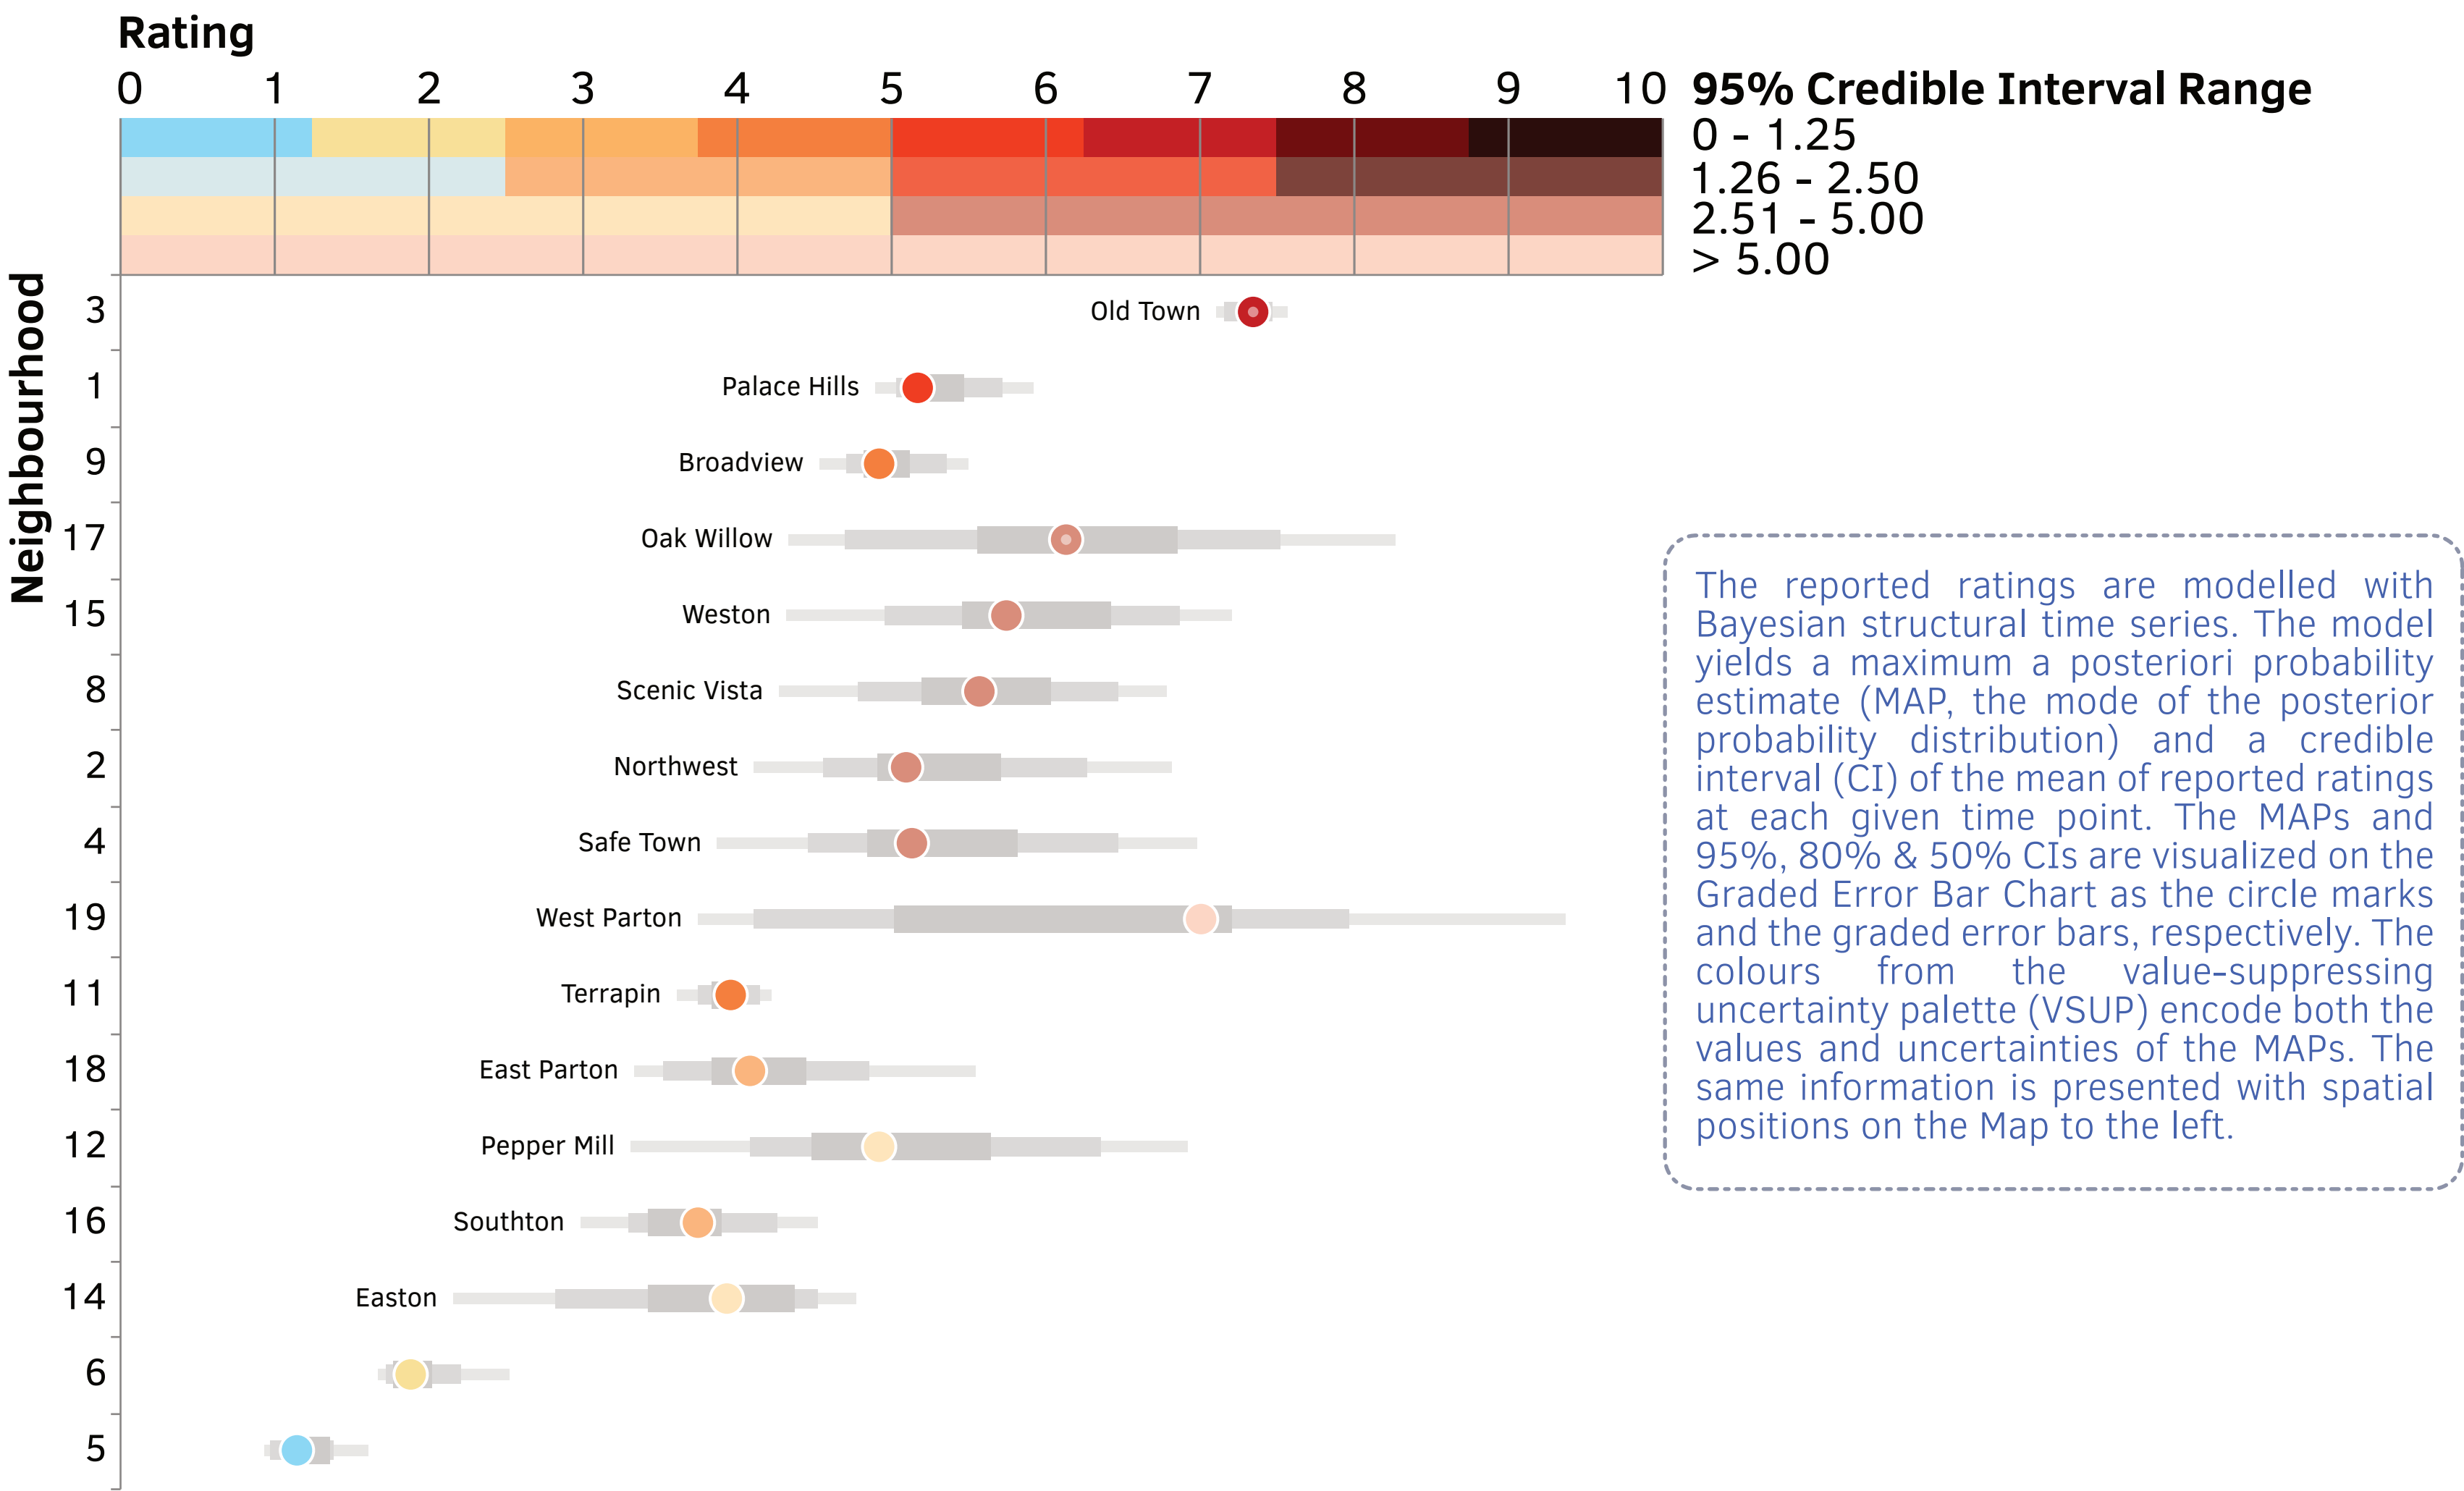 Rating
0 1 2 3 4 5 6 7 8 9 10 95% Credible Interval Range
0 - 1.25
1.26 - 2.50
2.51 - 5.00
> 5.00
Neighbourhood
3 Old Town
1 Palace Hills
9 Broadview
17 Oak Willow
15 Weston
8 Scenic Vista
2 Northwest
4 Safe Town
19 West Parton
11 Terrapin
18 East Parton
12 Pepper Mill
16 Southton
14 Easton
6
5
The reported ratings are modelled with
Bayesian structural time series. The model
yields a maximum a posteriori probability
estimate (MAP, the mode of the posterior
probability distribution) and a credible
interval (CI) of the mean of reported ratings
at each given time point. The MAPs and
95%, 80% & 50% CIs are visualized on the
Graded Error Bar Chart as the circle marks
and the graded error bars, respectively. The
colours from the value-suppressing
uncertainty palette (VSUP) encode both the
values and uncertainties of the MAPs. The
same information is presented with spatial
positions on the Map to the left.